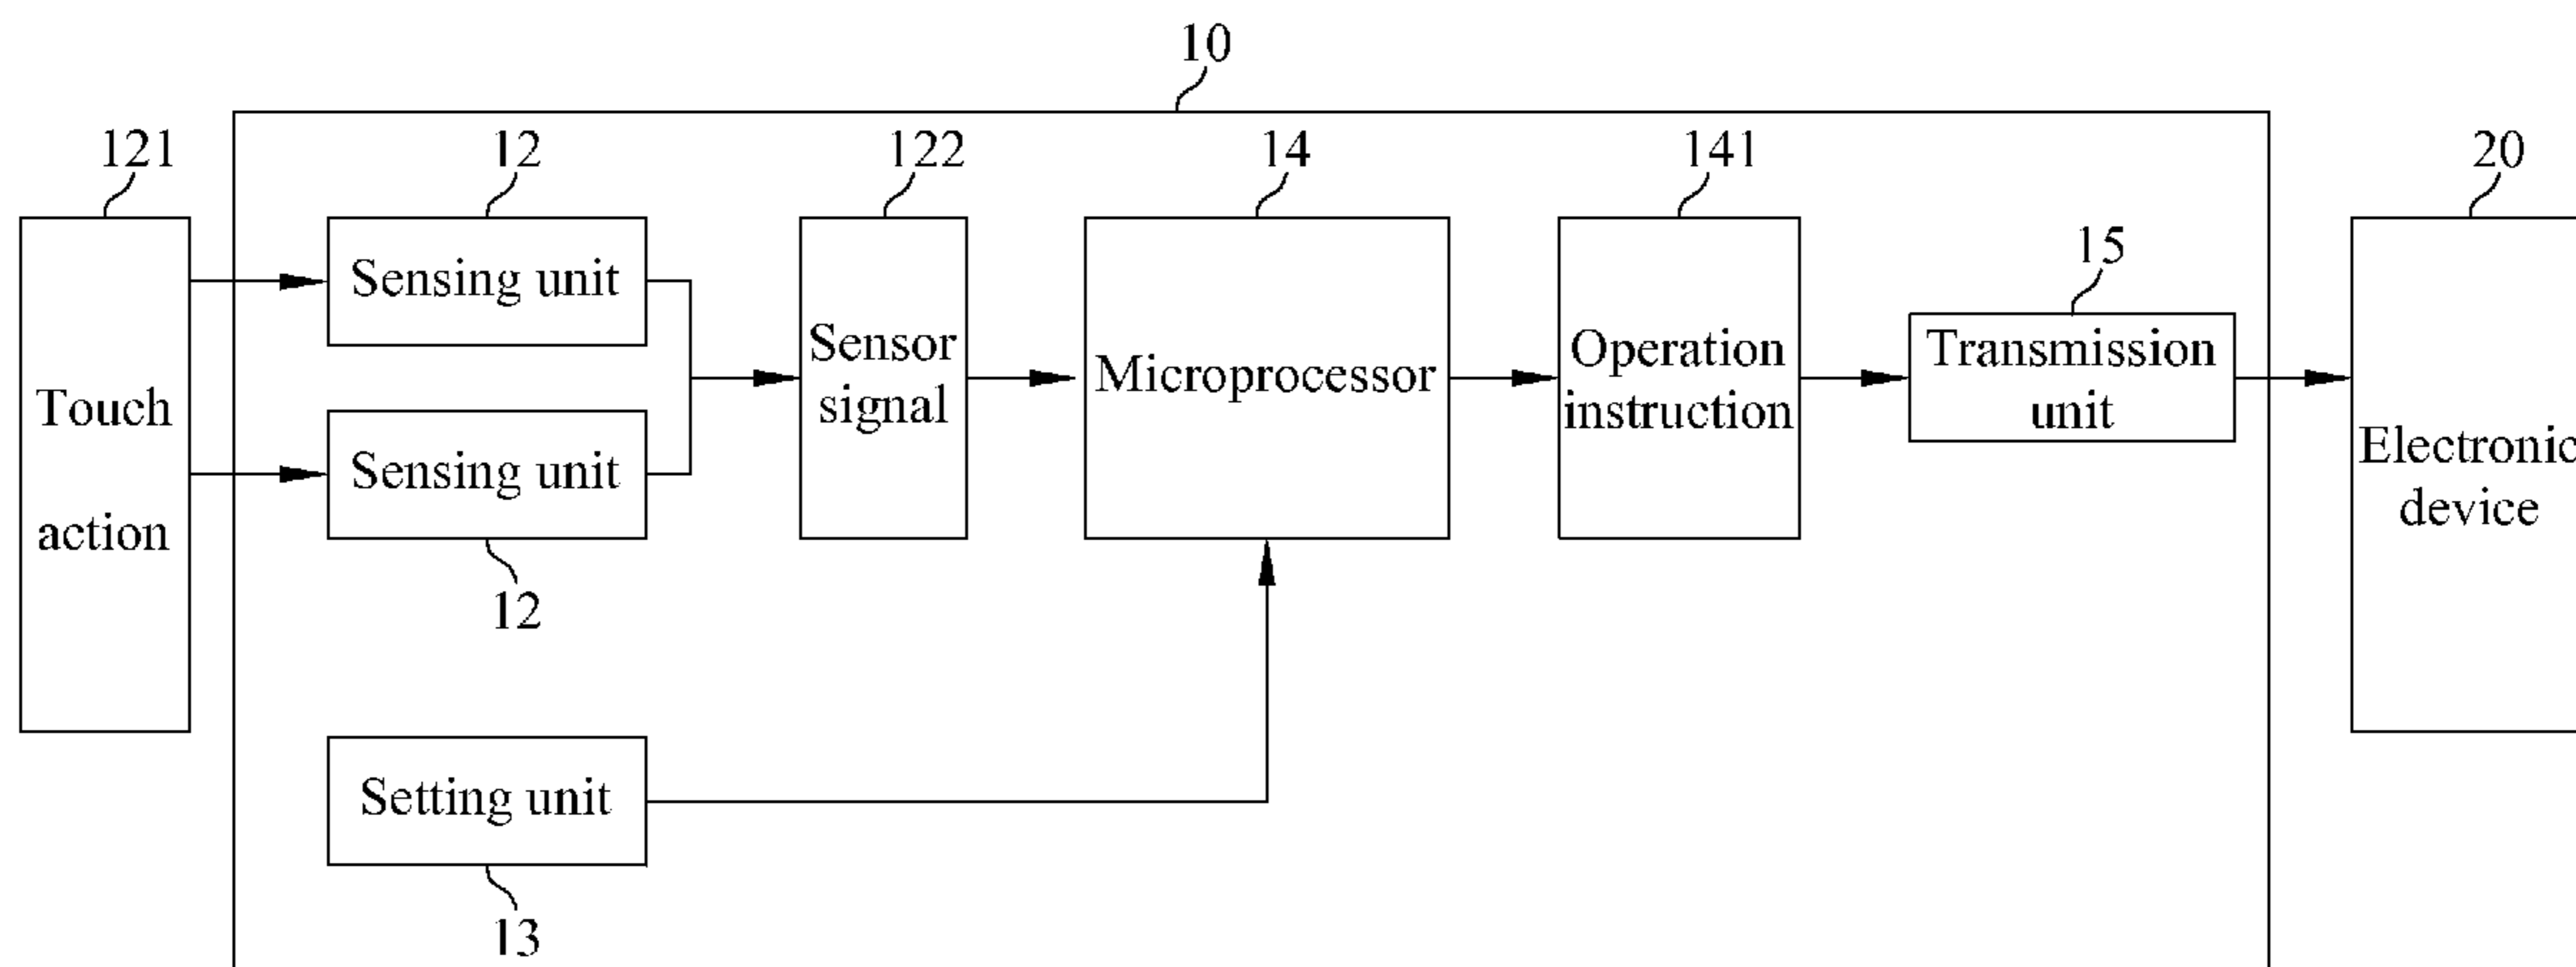 10
121
12
122
14
141
20
15
Touch
action
Sensing unit
Sensing unit
12
Sensor
signal
Microprocessor
Operation
instruction
Transmission
unit
Electronic
device
Setting unit
13